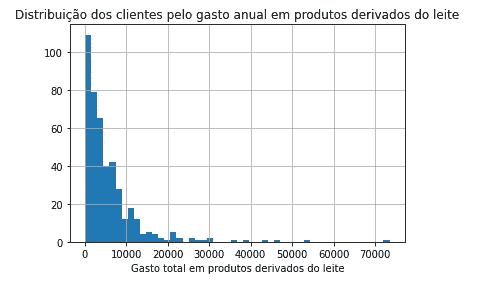 Distribuição dos clientes pelo gasto anual em produtos derivados do leite
100
80
60
40
20
0
0 10000 20000 30000 40000 50000 60000 70000
Gasto total em produtos derivados do leite